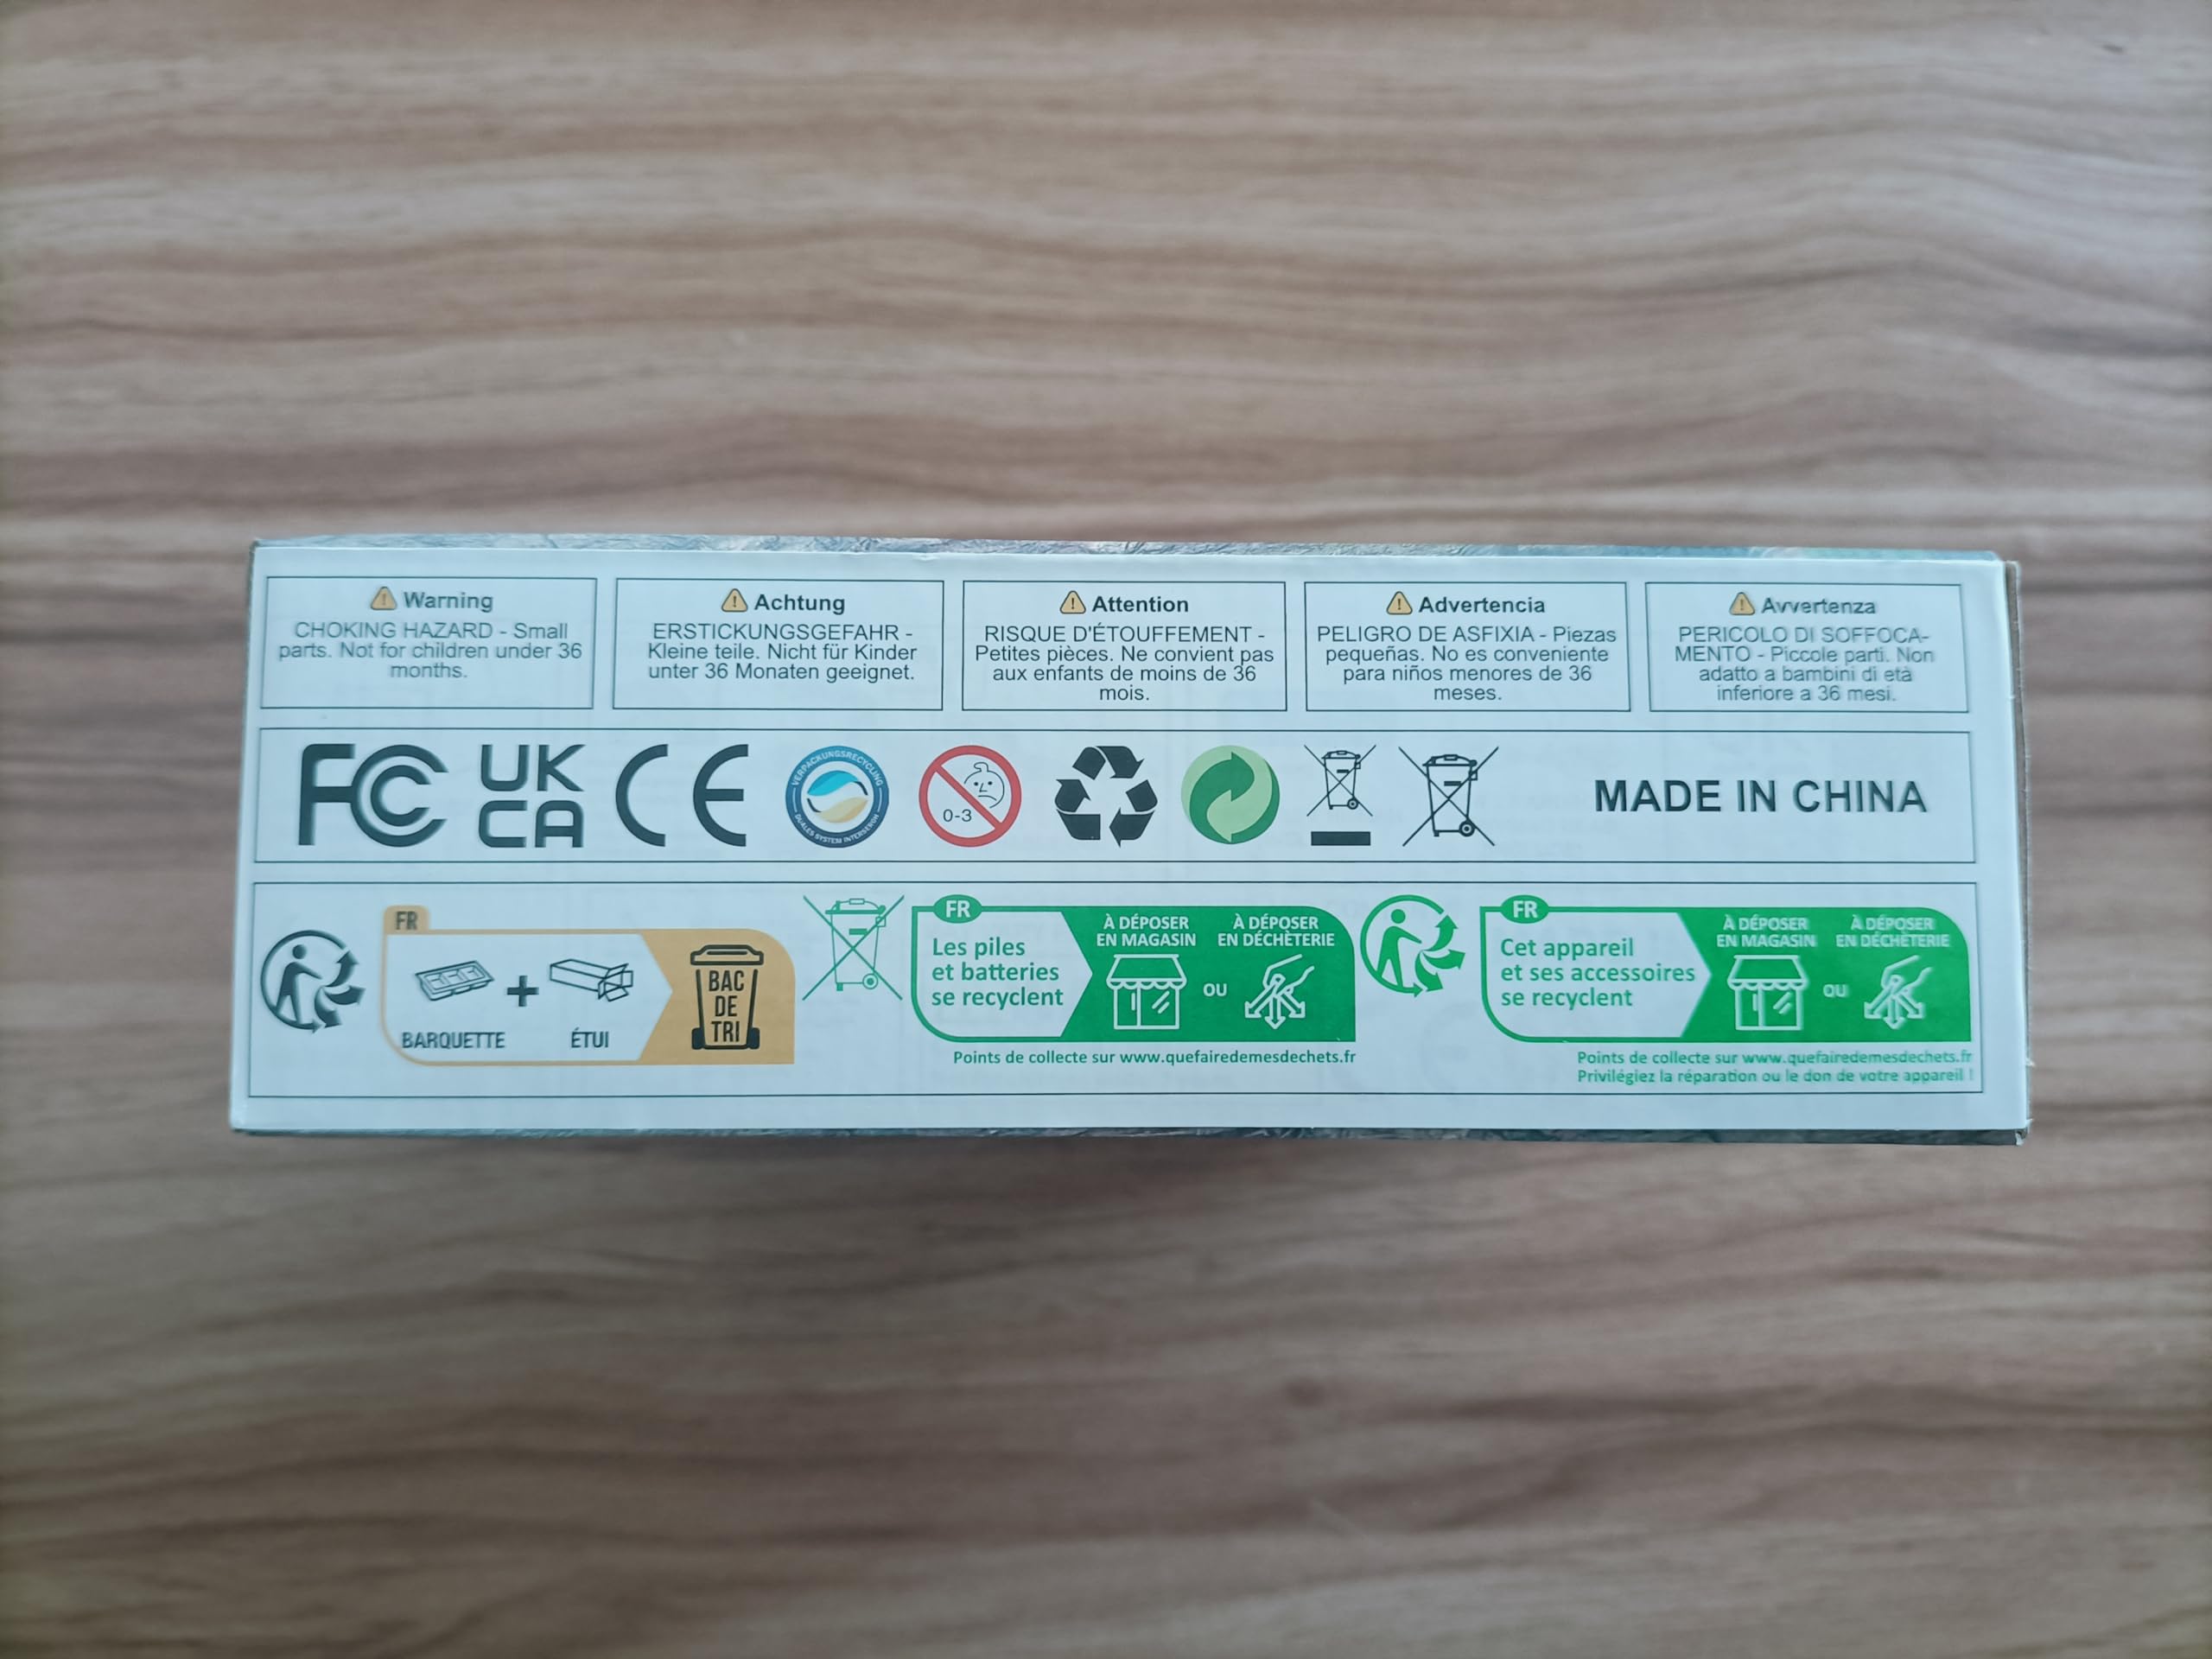 Warning
CHOKING HAZARD - Small
parts. Not for children under 36
months.
Achtung
ERSTICKUNGSGEFAHR -
Kleine teile. Nicht für Kinder
unter 36 Monaten geeignet.
Attention
RISQUE D'ÉTOUFFEMENT -
Petites pièces. Ne convient pas
aux enfants de moins de 36
mois.
Advertencia
PELIGRO DE ASFIXIA - Piezas
pequeñas. No es conveniente
para niños menores de 36
meses.
Avvertenza
PERICOLO DI SOFFOCA-
MENTO - Piccole parti. Non
adatto a bambini di età
inferiore a 36 mesi.
FC
UK
CA
CE
VERPACKUNGSRECYCLING
DUALES SYSTEM INTERSEROH
0-3
MADE IN CHINA
FR
BARQUETTE
+
ÉTUI
BAC
DE
TRI
FR
Les piles
et batteries
se recyclent
À DÉPOSER
EN MAGASIN
OU
À DÉPOSER
EN DÉCHÈTERIE
Points de collecte sur www.quefairedemesdechets.fr
FR
Cet appareil
et ses accessoires
se recyclent
À DÉPOSER
EN MAGASIN
OU
À DÉPOSER
EN DÉCHÈTERIE
Points de collecte sur www.quefairedemesdechets.fr
Privilégiez la réparation ou le don de votre appareil !